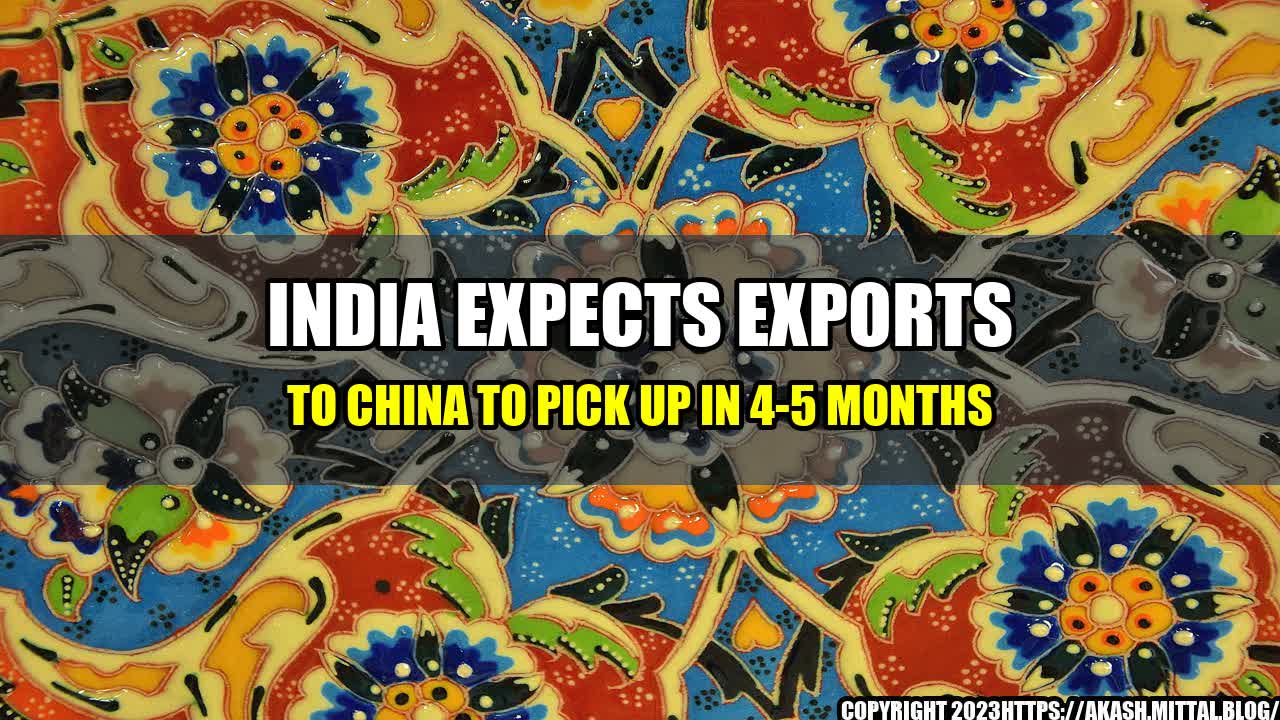 INDIA EXPECTS EXPORTS
TO CHINA TO PICK UP IN 4-5 MONTHS
COPYRIGHT 2023HTTPS://AKASH.MITTAL.BLOG/